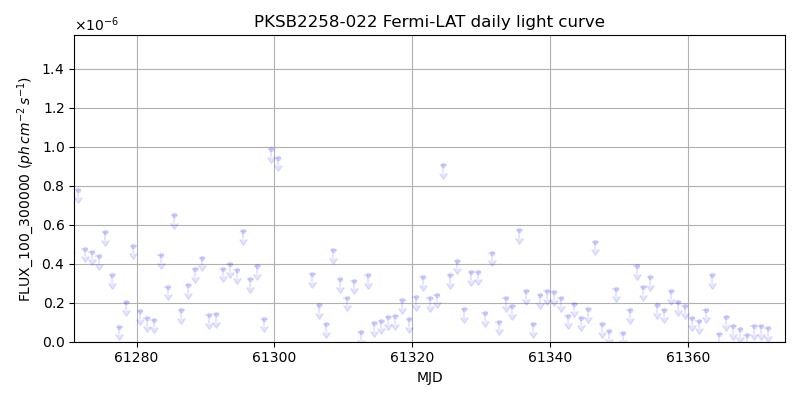 PKSB2258-022 Fermi-LAT daily light curve
×10⁻⁶
1.4
1.2
1.0
0.8
0.6
0.4
0.2
0.0
FLUX_100_300000 (ph cm⁻² s⁻¹)
61280 61300 61320 61340 61360
MJD